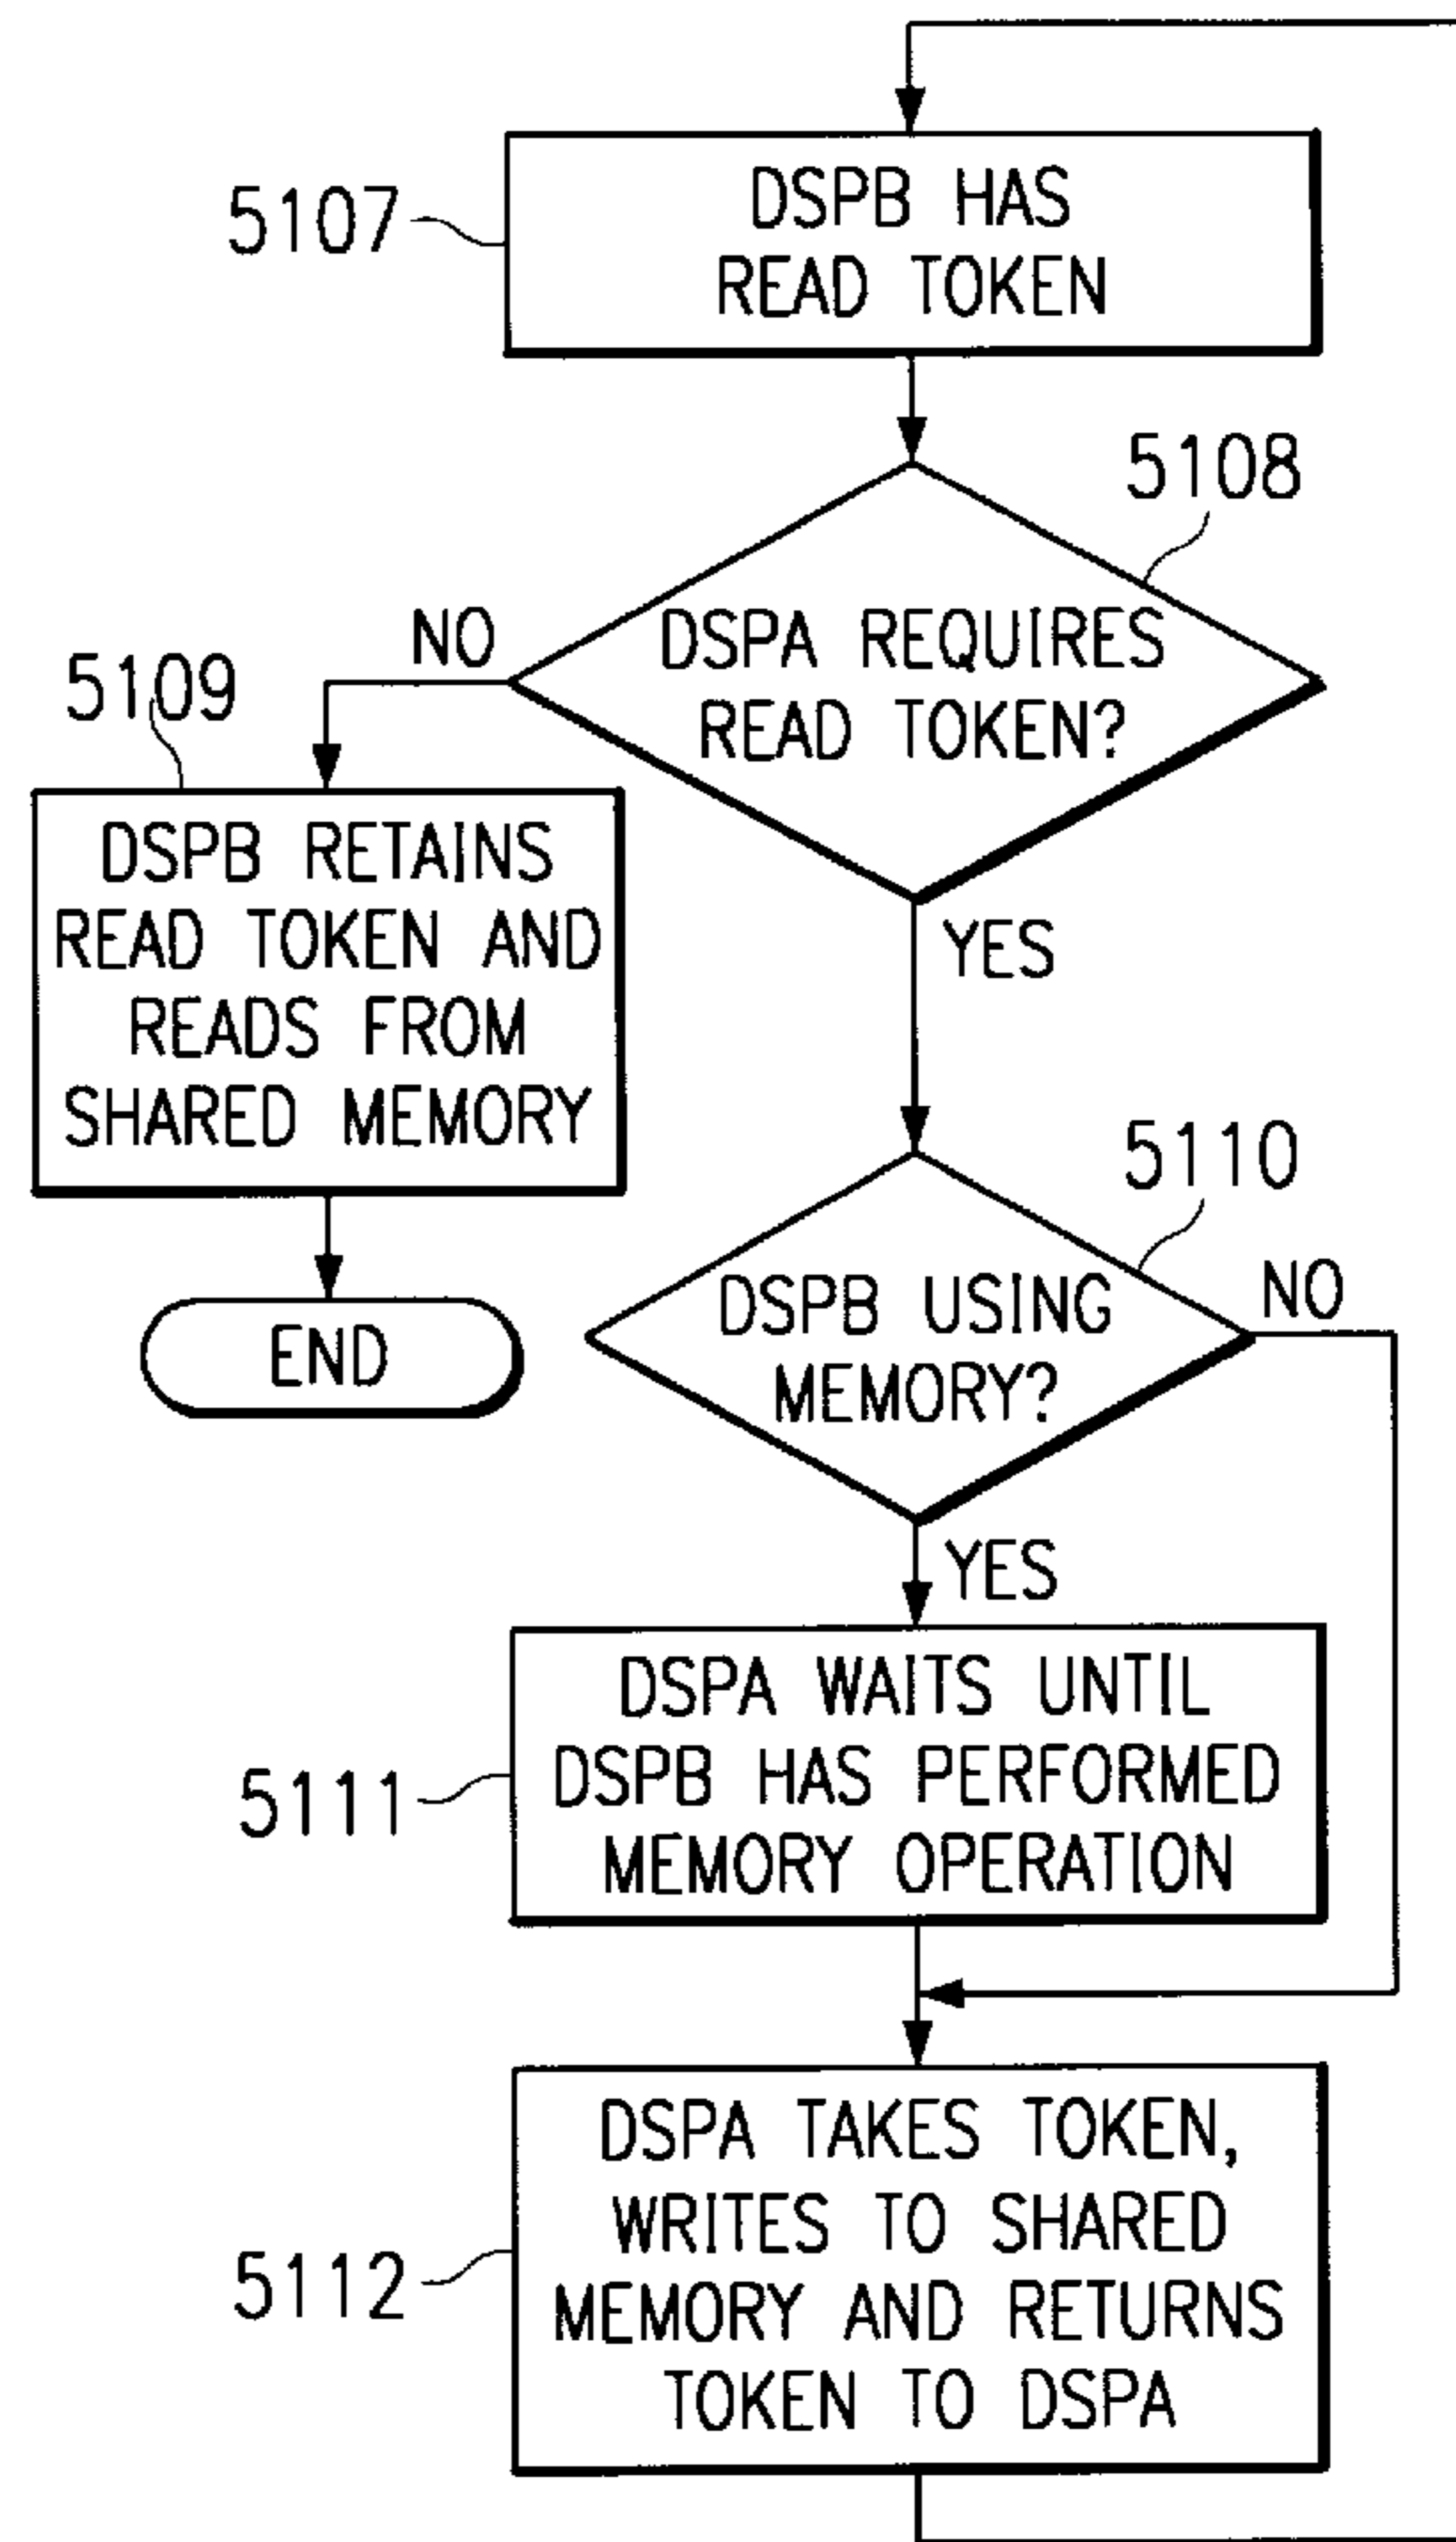 5107
DSPB HAS
READ TOKEN
5108
DSPA REQUIRES
READ TOKEN?
NO
YES
5109
DSPB RETAINS
READ TOKEN AND
READS FROM
SHARED MEMORY
END
5110
DSPB USING
MEMORY?
NO
YES
5111
DSPA WAITS UNTIL
DSPB HAS PERFORMED
MEMORY OPERATION
5112
DSPA TAKES TOKEN,
WRITES TO SHARED
MEMORY AND RETURNS
TOKEN TO DSPA